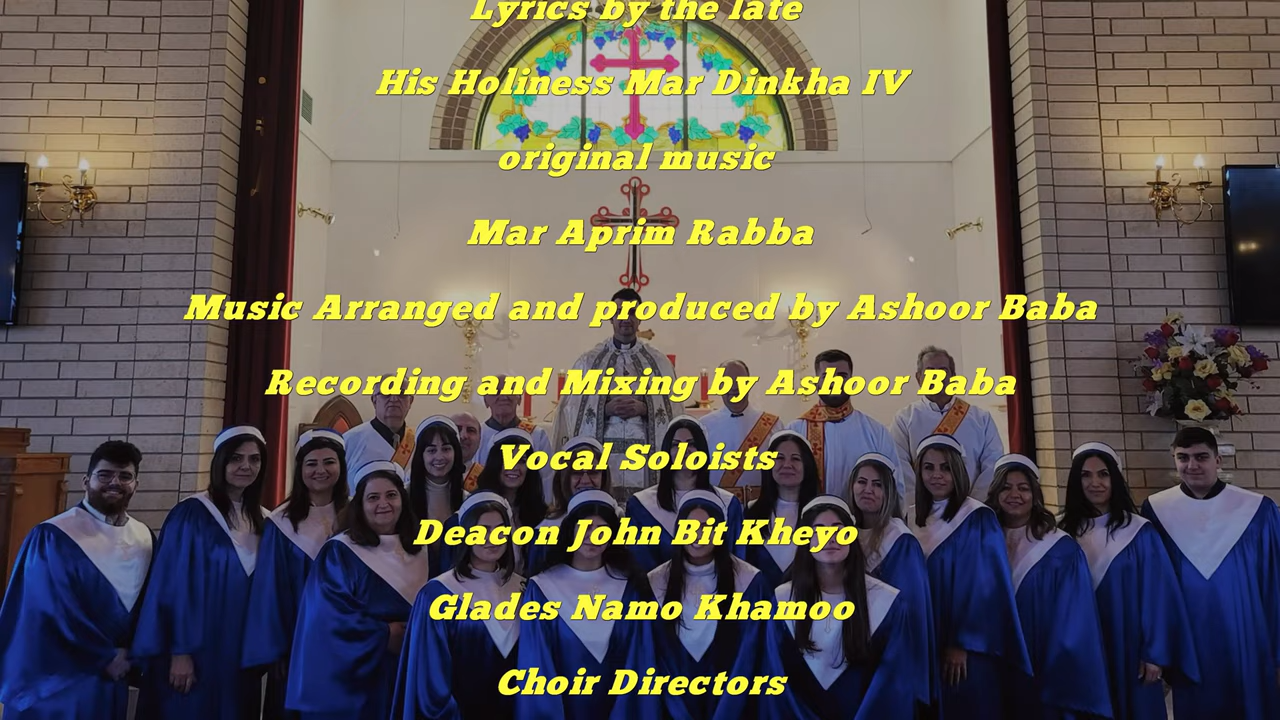 Lyrics by the late
His Holiness Mar Dinkha IV
original music
Mar Aprim Rabba
Music Arranged and produced by Ashoor Baba
Recording and Mixing by Ashoor Baba
Vocal Soloists
Deacon John Bit Kheyo
Glades Namo Khamoo
Choir Directors